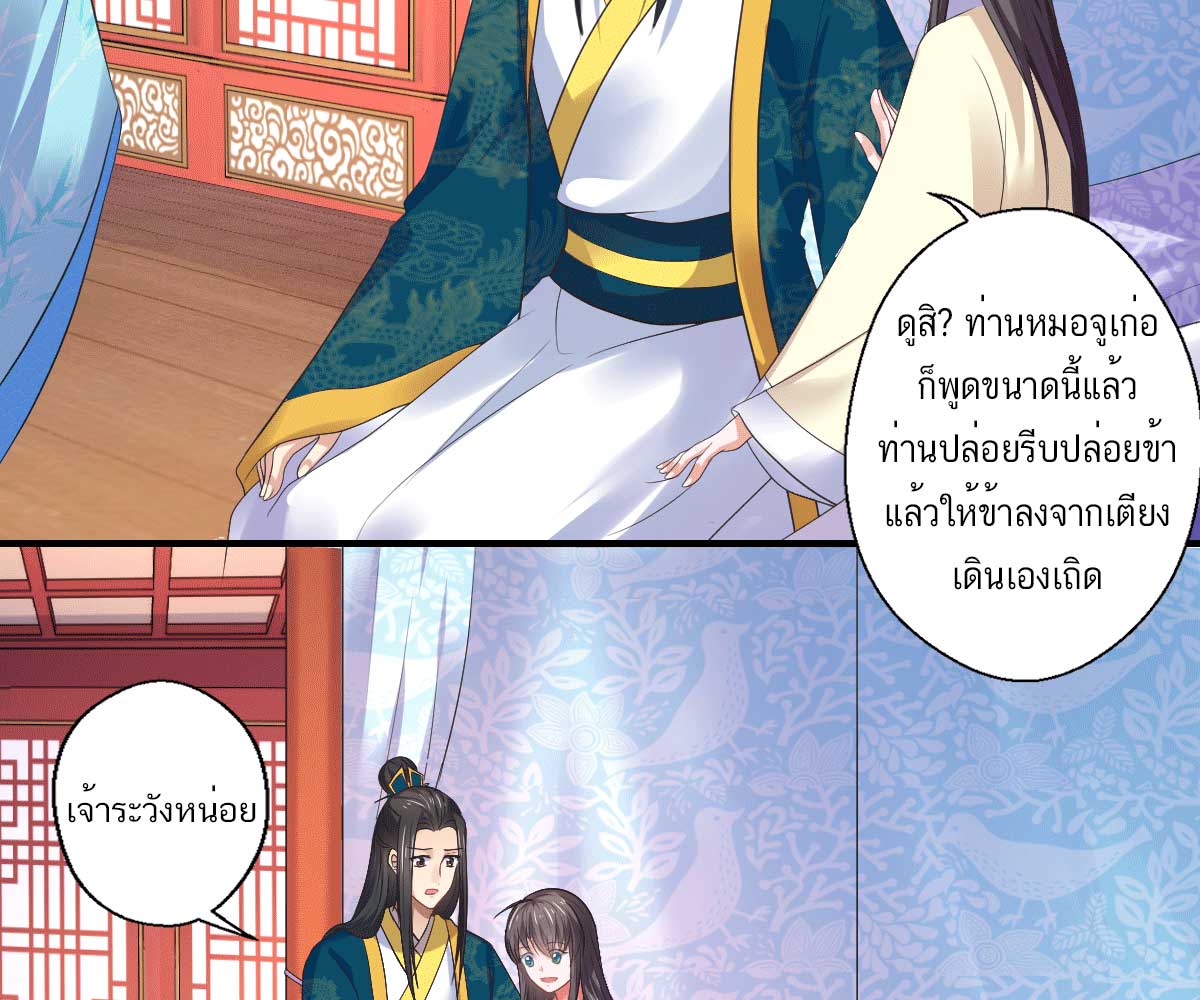 ดูสิ? ท่านหมอจูเก่อ
ก็พูดขนาดนี้แล้ว
ท่านปล่อยรีบปล่อยข้า
แล้วให้ข้าลงจากเตียง
เดินเองเถิด
เจ้าระวังหน่อย